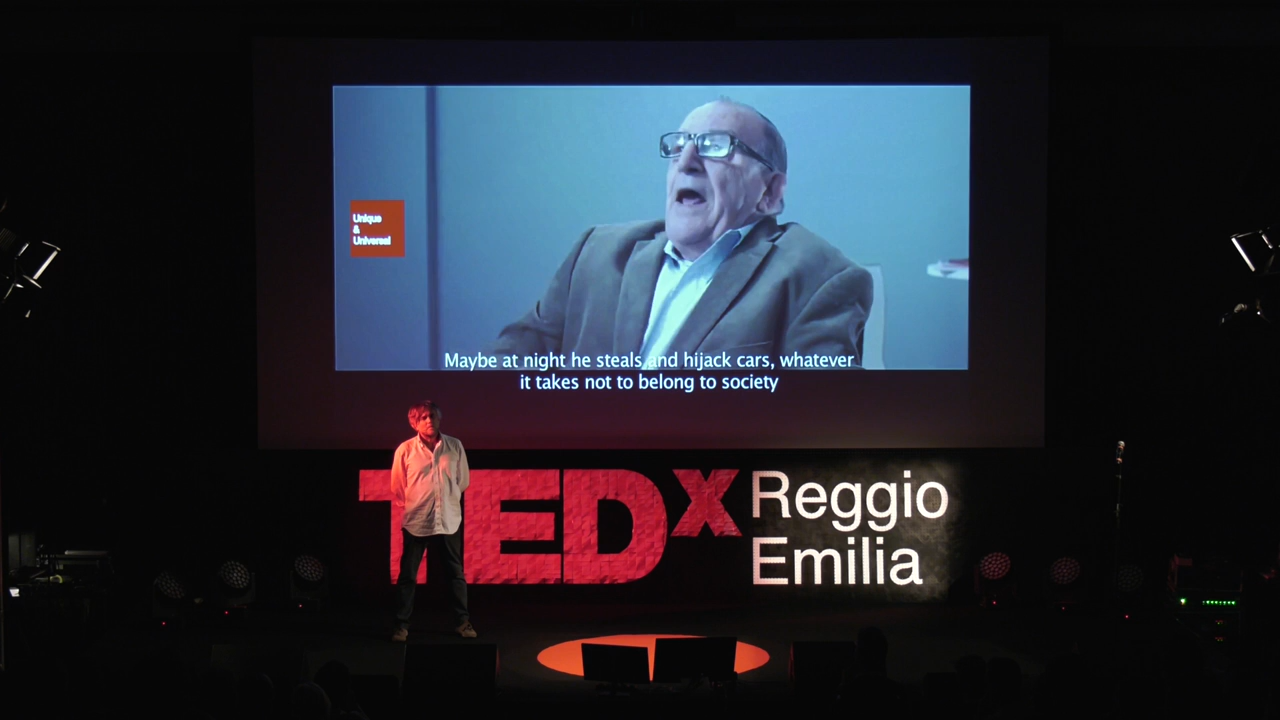 Unique
&
Universal
Maybe at night he steals and hijack cars, whatever
it takes not to belong to society
TEDx
Reggio
Emilia